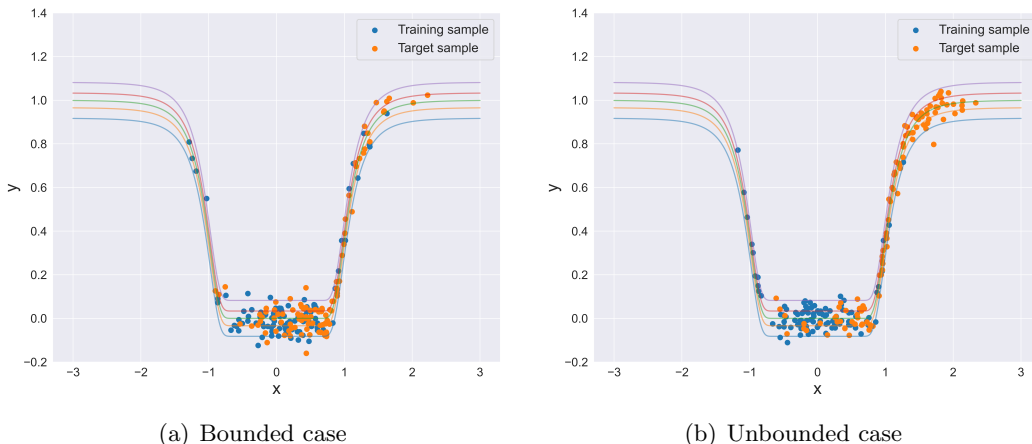 1.4
1.2
1.0
0.8
0.6
0.4
0.2
0.0
−0.2
y
−3 −2 −1 0 1 2 3
x
Training sample
Target sample
(a) Bounded case
1.4
1.2
1.0
0.8
0.6
0.4
0.2
0.0
−0.2
y
−3 −2 −1 0 1 2 3
x
Training sample
Target sample
(b) Unbounded case